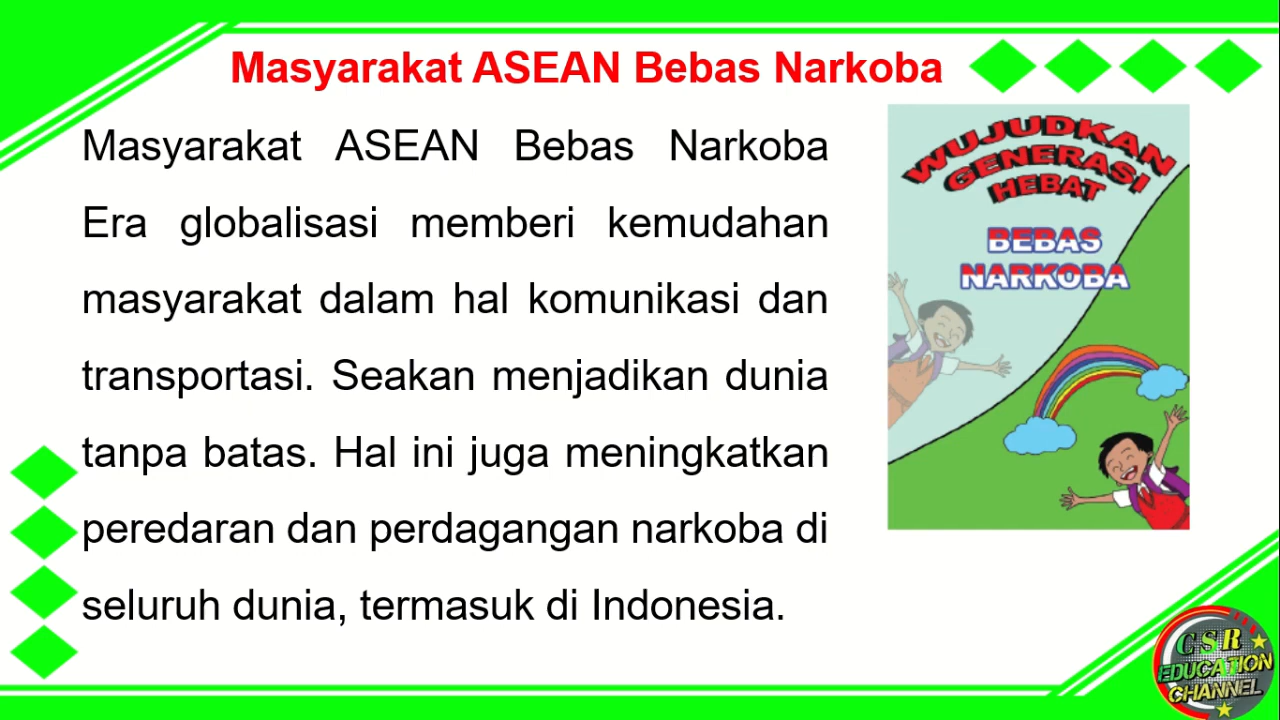 Masyarakat ASEAN Bebas Narkoba
Masyarakat ASEAN Bebas Narkoba
Era globalisasi memberi kemudahan
masyarakat dalam hal komunikasi dan
transportasi. Seakan menjadikan dunia
tanpa batas. Hal ini juga meningkatkan
peredaran dan perdagangan narkoba di
seluruh dunia, termasuk di Indonesia.
WUJUDKAN
GENERASI
HEBAT
BEBAS
NARKOBA
CSR
EDUCATION
CHANNEL